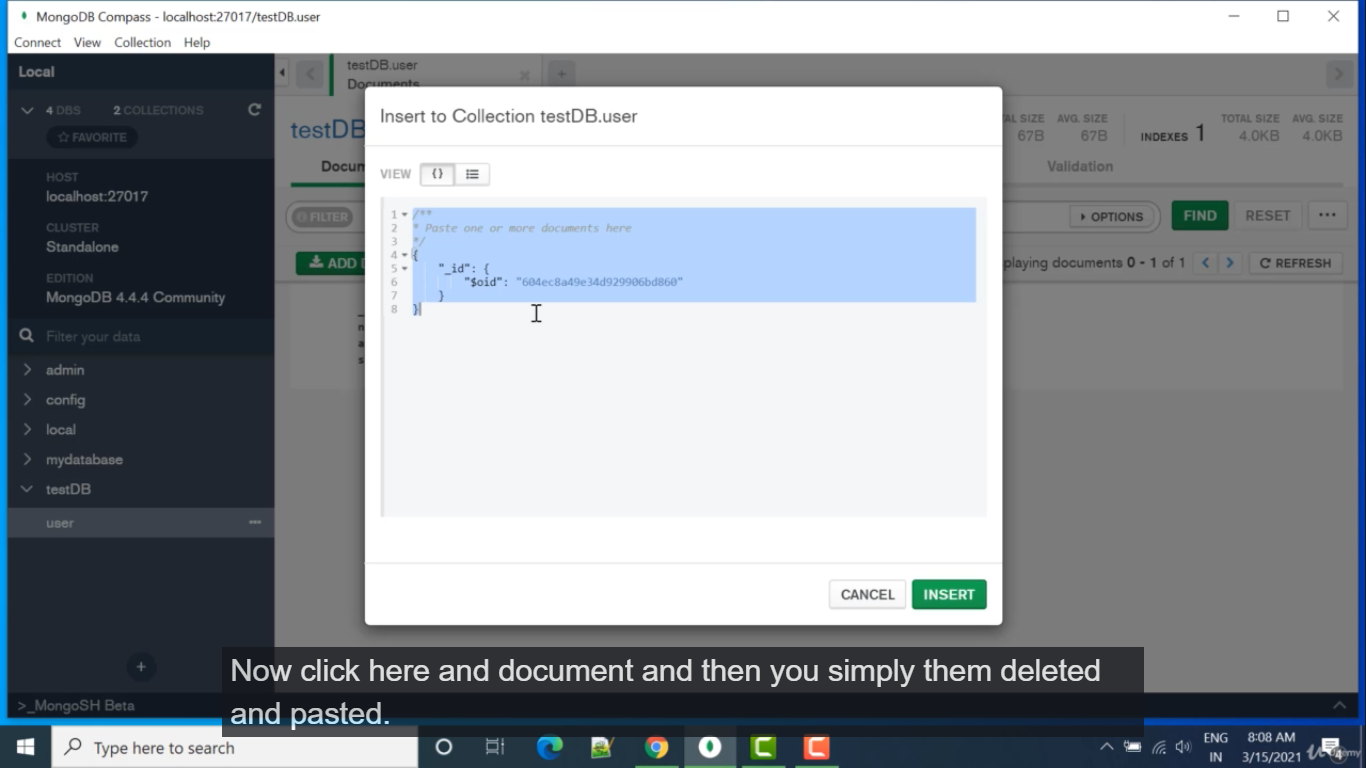 MongoDB Compass - localhost:27017/testDB.user
Connect View Collection Help
Local
4 DBS 2 COLLECTIONS
FAVORITE
HOST
localhost:27017
CLUSTER
Standalone
EDITION
MongoDB 4.4.4 Community
Filter your data
admin
config
local
mydatabase
testDB
user
>_MongoSH Beta
testDB.user
Documents
testDB
SIZE AVG. SIZE
67B 67B
INDEXES 1
TOTAL SIZE AVG. SIZE
4.0KB 4.0KB
Validation
FILTER
OPTIONS
FIND
RESET
ADD
playing documents 0 - 1 of 1
REFRESH
Insert to Collection testDB.user
VIEW {}
1 /**
2 * Paste one or more documents here
3 */
4 {
5 "_id": {
6 "$oid": "604ec8a49e34d929906bd860"
7 }
8 }
CANCEL INSERT
Now click here and document and then you simply them deleted
and pasted.
Type here to search
ENG
IN
8:08 AM
3/15/2021
4